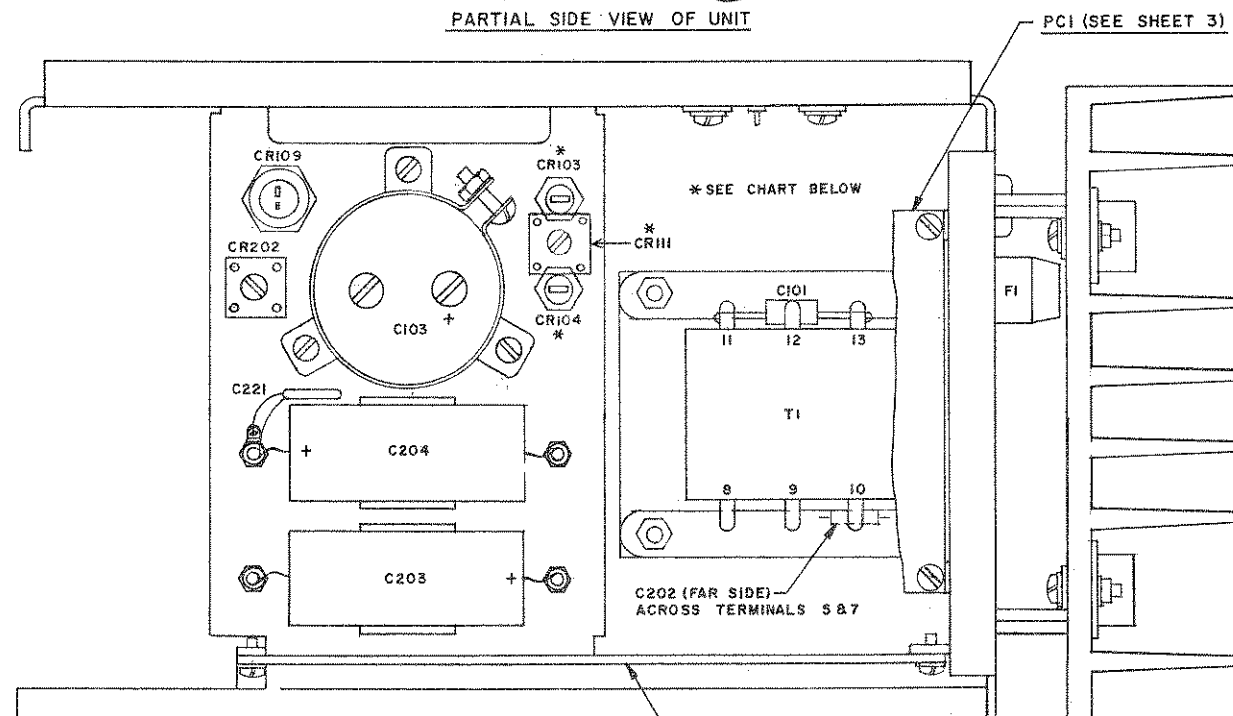 PARTIAL SIDE VIEW OF UNIT
PC1 (SEE SHEET 3)
CR109
*
CR103
* SEE CHART BELOW
*
CR111
CR202
C101
F1
C103
+
CR104
*
11 12 13
C221
T1
+
C204
8 9 10
C203
+
C202 (FAR SIDE)
ACROSS TERMINALS 5 & 7